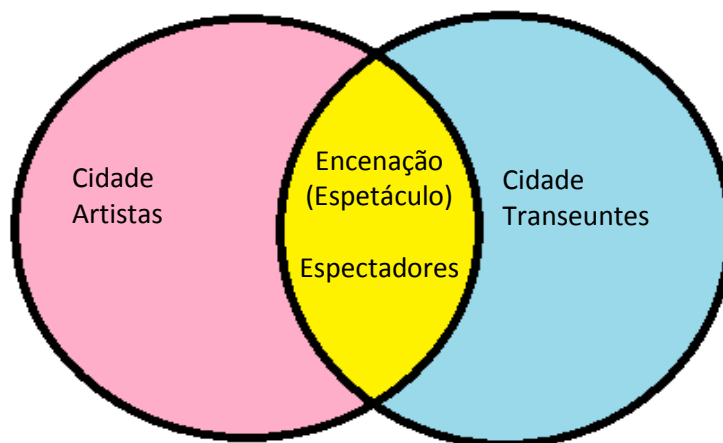 Cidade
Artistas
Encenação
(Espetáculo)
Espectadores
Cidade
Transeuntes